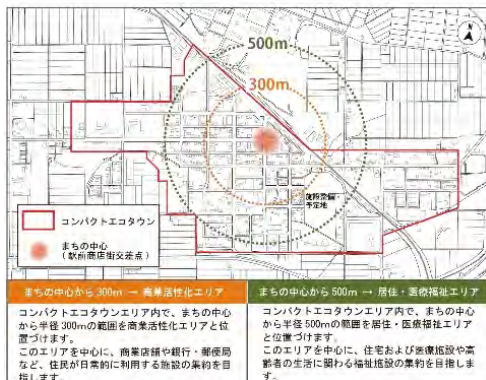 500m
N
300m
施設整備
予定地
コンパクトエコタウン
まちの中心
(駅前商店街交差点)
まちの中心から 300m → 商業活性化エリア
コンパクトエコタウンエリア内で、まちの中心
から半径 300mの範囲を商業活性化エリアと位
置づけます。
このエリアを中心に、商業店舗や銀行・郵便局
など、住民が日常的に利用する施設の集約を目
指します。
まちの中心から 500m → 居住・医療福祉エリア
コンパクトエコタウンエリア内で、まちの中心
から半径 500mの範囲を居住・医療福祉エリア
と位置づけます。
このエリアを中心に、住宅および医療施設や高
齢者の生活に関わる福祉施設の集約を目指しま
す。